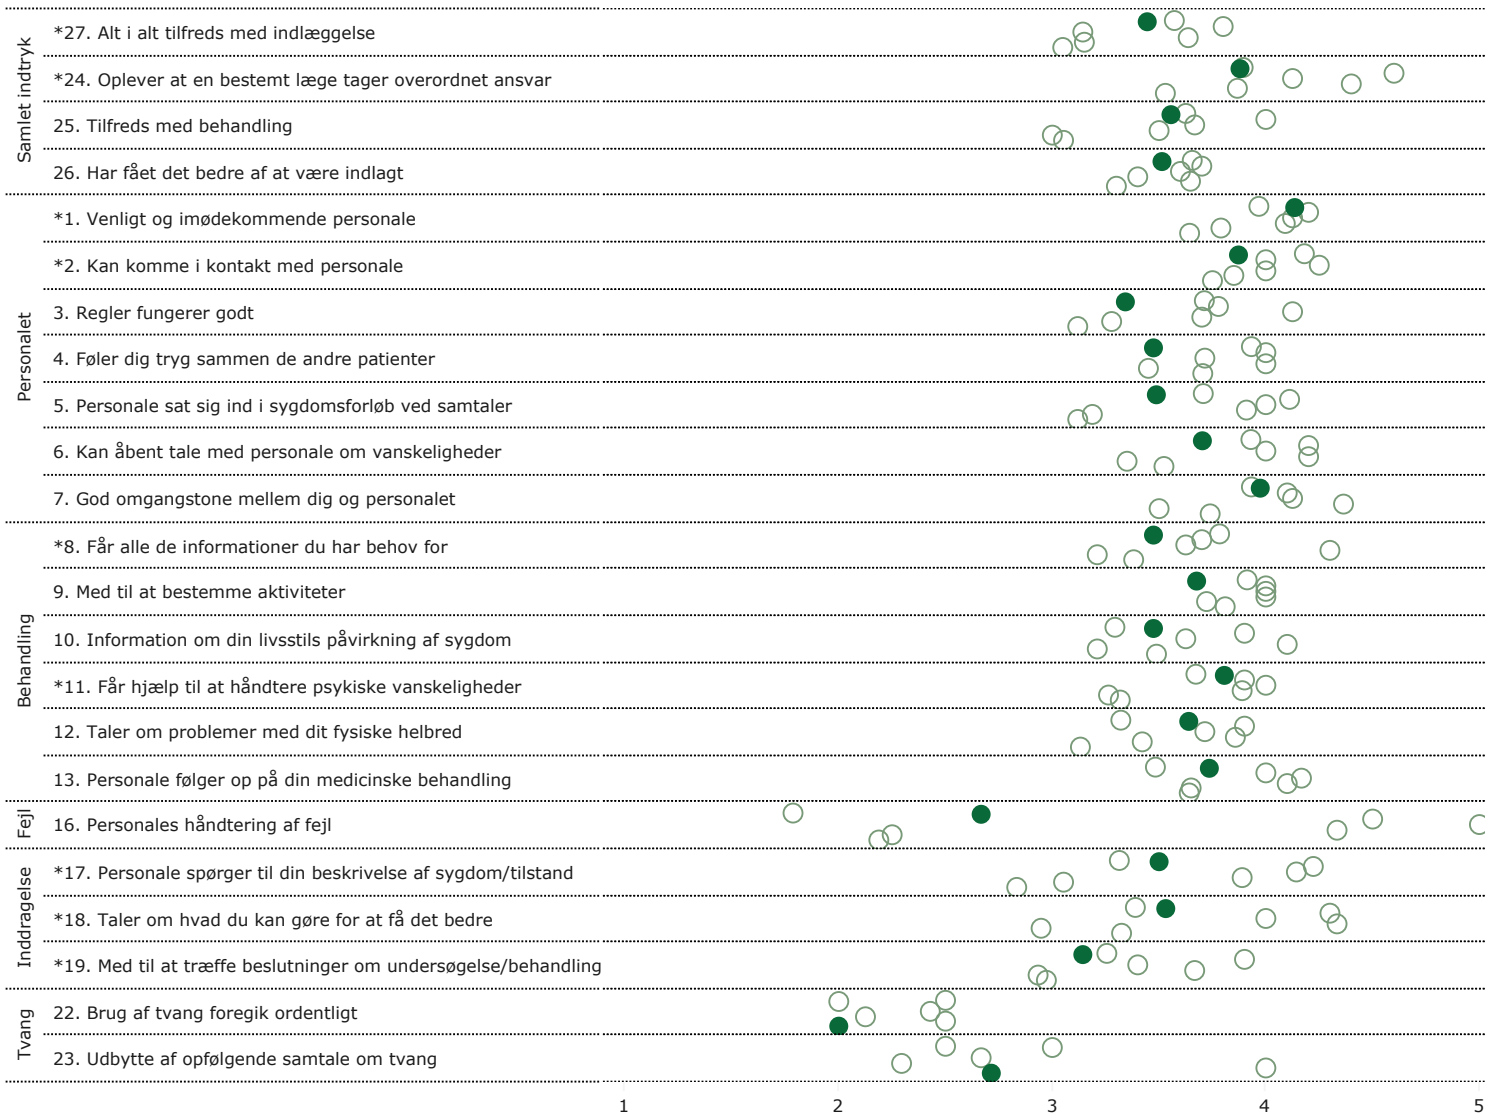 Samlet indtryk
*27. Alt i alt tilfreds med indlæggelse
*24. Oplever at en bestemt læge tager overordnet ansvar
25. Tilfreds med behandling
26. Har fået det bedre af at være indlagt
Personalet
*1. Venligt og imødekommende personale
*2. Kan komme i kontakt med personale
3. Regler fungerer godt
4. Føler dig tryg sammen de andre patienter
5. Personale sat sig ind i sygdomsforløb ved samtaler
6. Kan åbent tale med personale om vanskeligheder
7. God omgangstone mellem dig og personalet
Behandling
*8. Får alle de informationer du har behov for
9. Med til at bestemme aktiviteter
10. Information om din livsstils påvirkning af sygdom
*11. Får hjælp til at håndtere psykiske vanskeligheder
12. Taler om problemer med dit fysiske helbred
13. Personale følger op på din medicinske behandling
Fejl
16. Personales håndtering af fejl
Inddragelse
*17. Personale spørger til din beskrivelse af sygdom/tilstand
*18. Taler om hvad du kan gøre for at få det bedre
*19. Med til at træffe beslutninger om undersøgelse/behandling
Tvang
22. Brug af tvang foregik ordentligt
23. Udbytte af opfølgende samtale om tvang
1 2 3 4 5